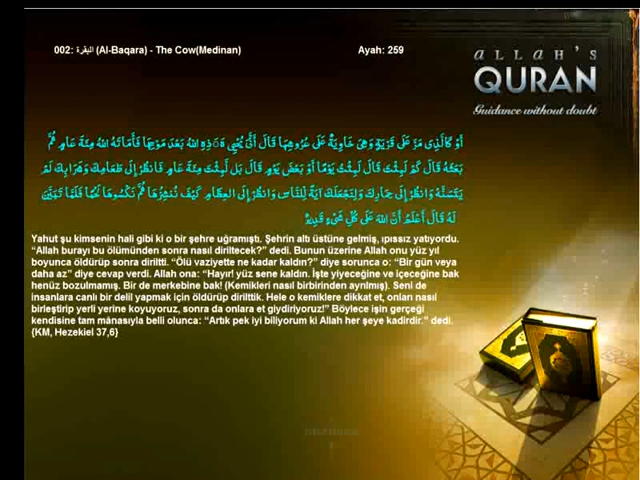 002: البقرة (Al-Baqara) - The Cow(Medinan) Ayah: 259
ALLAH'S
QURAN
Guidance without doubt
أَوْ كَالَّذِي مَرَّ عَلَى قَرْيَةٍ وَهِيَ خَاوِيَةٌ عَلَى عُرُوشِهَا قَالَ أَنَّىَ يُحْيِي هَذِهِ اللّهُ بَعْدَ مَوْتِهَا فَأَمَاتَهُ اللّهُ مِئَةَ عَامٍ ثُمَّ
بَعَثَهُ قَالَ كَمْ لَبِثْتَ قَالَ لَبِثْتُ يَوْمًا أَوْ بَعْضَ يَوْمٍ قَالَ بَل لَّبِثْتَ مِئَةَ عَامٍ فَانظُرْ إِلَى طَعَامِكَ وَشَرَابِكَ لَمْ
يَتَسَنَّهْ وَانظُرْ إِلَى حِمَارِكَ وَلِنَجْعَلَكَ آيَةً لِّلنَّاسِ وَانظُرْ إِلَى العِظَامِ كَيْفَ نُنشِزُهَا ثُمَّ نَكْسُوهَا لَحْمًا فَلَمَّا تَبَيَّنَ
لَهُ قَالَ أَعْلَمُ أَنَّ اللّهَ عَلَى كُلِّ شَيْءٍ قَدِيرٌ
Yahut şu kimsenin hali gibi ki o bir şehre uğramıştı. Şehrin altı üstüne gelmiş, ıpıssız yatıyordu.
“Allah burayı bu ölümünden sonra nasıl diriltecek?” dedi. Bunun üzerine Allah onu yüz yıl
boyunca öldürüp sonra diriltti. “Ölü vaziyette ne kadar kaldın?” diye sorunca o: “Bir gün veya
daha az” diye cevap verdi. Allah ona: “Hayır! yüz sene kaldın. İşte yiyeceğine ve içeceğine bak
henüz bozulmamış. Bir de merkebine bak! (Kemikleri nasıl birbirinden ayrılmış). Seni de
insanlara canlı bir delil yapmak için öldürüp dirilttik. Hele o kemiklere dikkat et, onları nasıl
birleştirip yerli yerine koyuyoruz, sonra da onlara et giydiriyoruz!” Böylece işin gerçeği
kendisine tam mânasıyla belli olunca: “Artık pek iyi biliyorum ki Allah her şeye kadirdir.” dedi.
{KM, Hezekiel 37,6}